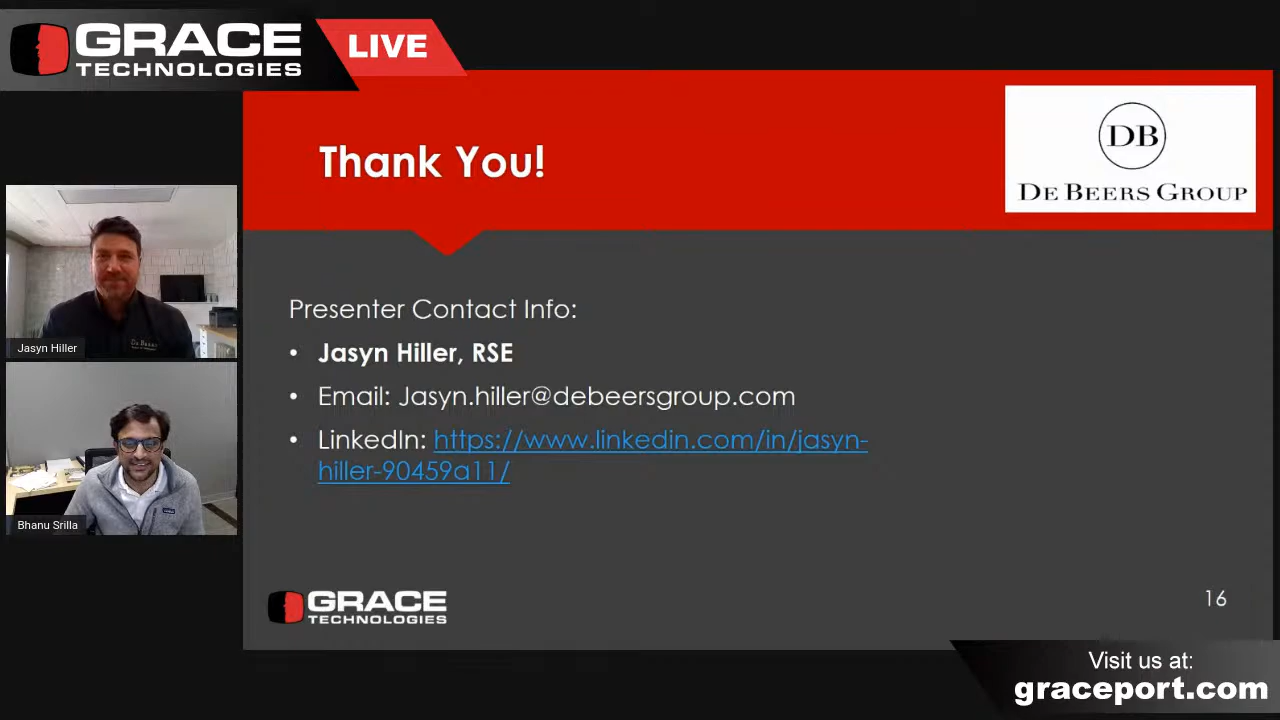 GRACE
TECHNOLOGIES
LIVE
Thank You!
DB
DE BEERS GROUP
Jasyn Hiller
Bhanu Srilla
Presenter Contact Info:
• Jasyn Hiller, RSE
• Email: Jasyn.hiller@debeersgroup.com
• LinkedIn: https://www.linkedin.com/in/jasyn-
hiller-90459a11/
GRACE
TECHNOLOGIES
16
Visit us at:
graceport.com